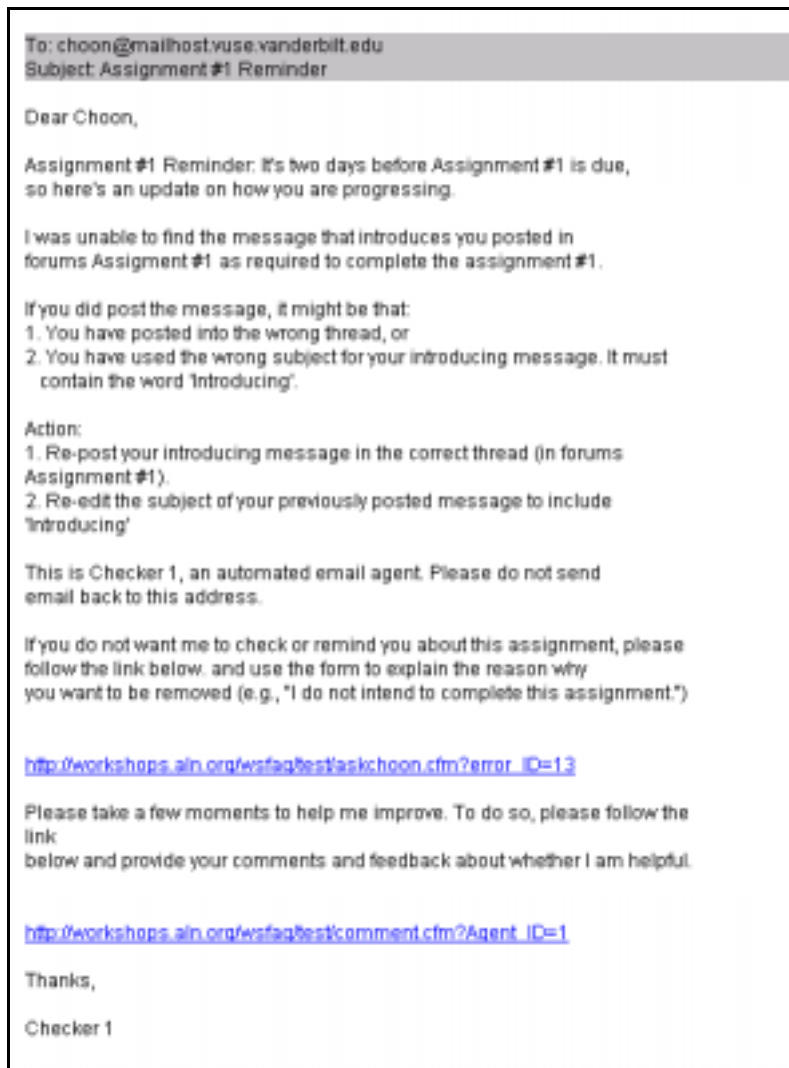 To: choon@mailhost.vuse.vanderbilt.edu
Subject: Assignment #1 Reminder
Dear Choon,
Assignment #1 Reminder: It's two days before Assignment #1 is due,
so here's an update on how you are progressing.
I was unable to find the message that introduces you posted in
forums Assigment #1 as required to complete the assignment #1.
If you did post the message, it might be that:
1. You have posted into the wrong thread, or
2. You have used the wrong subject for your introducing message. It must
contain the word 'Introducing'.
Action:
1. Re-post your introducing message in the correct thread (in forums
Assignment #1).
2. Re-edit the subject of your previously posted message to include
'Introducing'
This is Checker 1, an automated email agent. Please do not send
email back to this address.
If you do not want me to check or remind you about this assignment, please
follow the link below. and use the form to explain the reason why
you want to be removed (e.g., "I do not intend to complete this assignment.")
http://workshops.aln.org/wsfaq/test/askchoon.cfm?error_ID=13
Please take a few moments to help me improve. To do so, please follow the
link
below and provide your comments and feedback about whether I am helpful.
http://workshops.aln.org/wsfaq/test/comment.cfm?Agent_ID=1
Thanks,
Checker 1